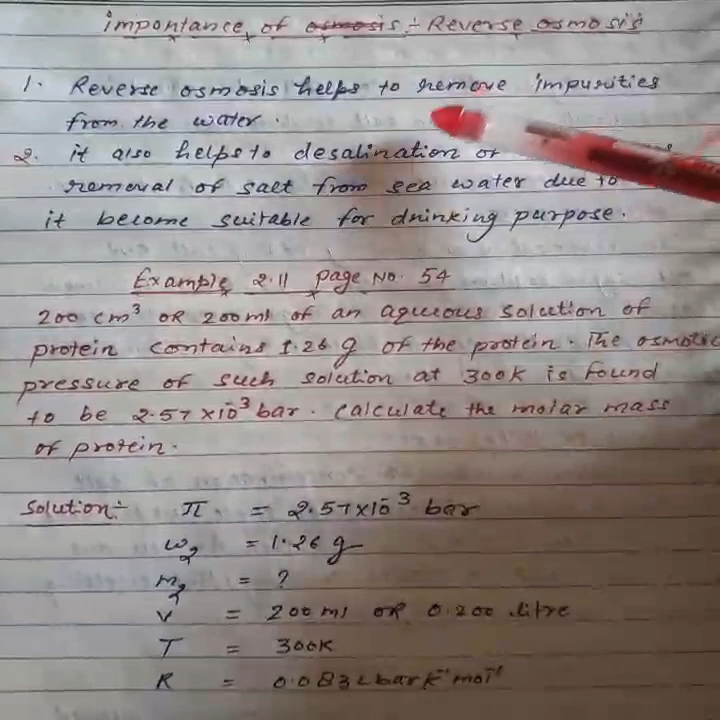 Importance of osmosis :- Reverse osmosis
1. Reverse osmosis helps to remove impurities
from the water.
2. it also helps to desalination or
removal of salt from sea water due to
it become suitable for drinking purpose.
Example 2.11 page No. 54
200 cm³ OR 200 ml of an aqueous solution of
protein contains 1.26 g of the protein. The osmotic
pressure of such solution at 300K is found
to be 2.57 x 10⁻³ bar. calculate the molar mass
of protein.
Solution:- π = 2.57 x 10⁻³ bar
w₂ = 1.26 g
m₂ = ?
V = 200 ml OR 0.200 litre
T = 300K
R = 0.083 L bar K⁻¹ mol⁻¹